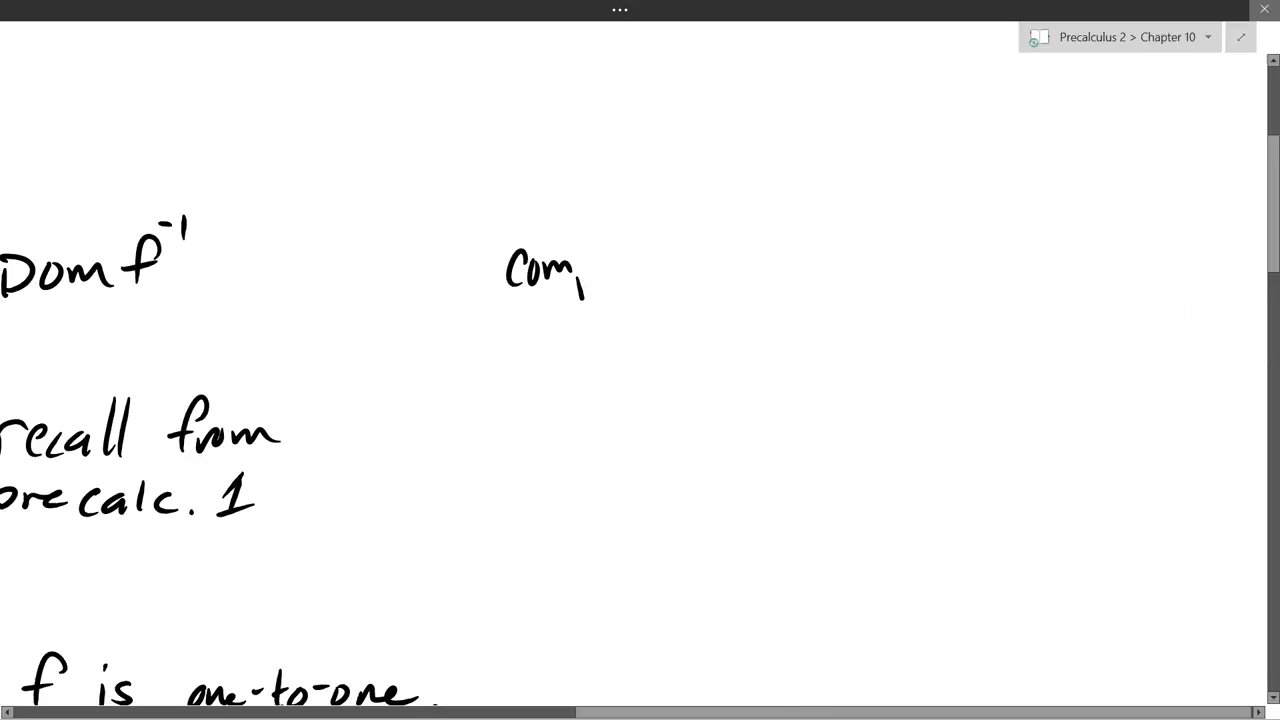 Precalculus 2 > Chapter 10
Dom f⁻¹ com
recall from
precalc. 1
f is one-to-one.